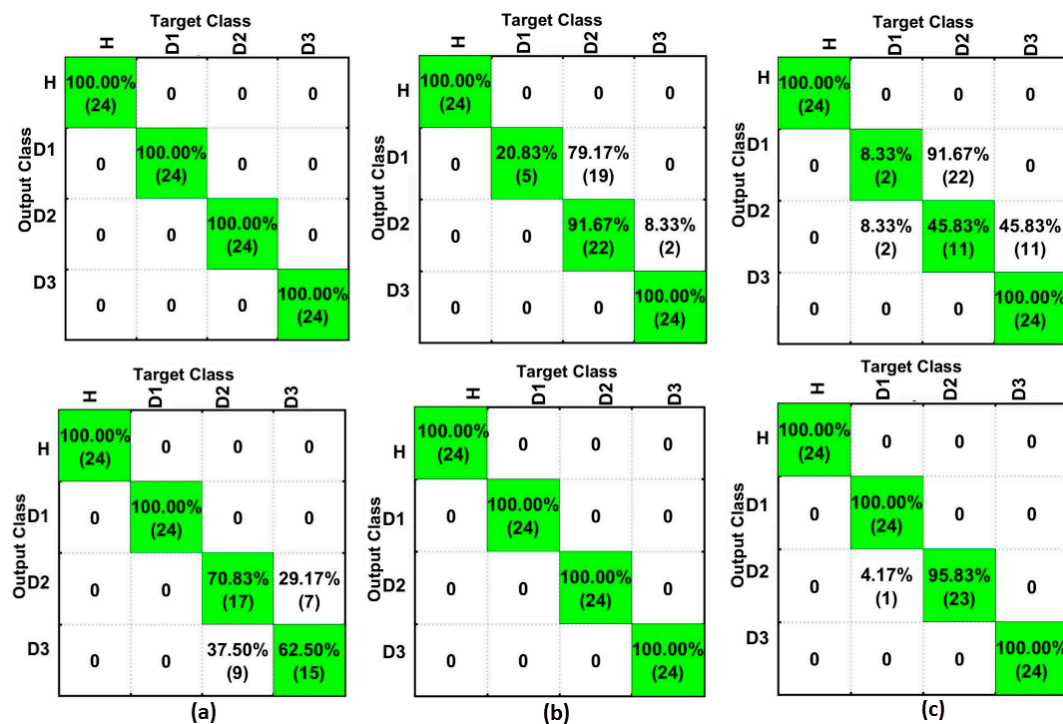 Target Class
H D1 D2 D3
Output Class
H 100.00% 0 0 0
(24)
D1 0 100.00% 0 0
(24)
D2 0 0 100.00% 0
(24)
D3 0 0 0 100.00%
(24)
Target Class
H D1 D2 D3
Output Class
H 100.00% 0 0 0
(24)
D1 0 20.83% 79.17% 0
(5) (19)
D2 0 0 91.67% 8.33%
(22) (2)
D3 0 0 0 100.00%
(24)
Target Class
H D1 D2 D3
Output Class
H 100.00% 0 0 0
(24)
D1 0 8.33% 91.67% 0
(2) (22)
D2 0 8.33% 45.83% 45.83%
(2) (11) (11)
D3 0 0 0 100.00%
(24)
Target Class
H D1 D2 D3
Output Class
H 100.00% 0 0 0
(24)
D1 0 100.00% 0 0
(24)
D2 0 0 70.83% 29.17%
(17) (7)
D3 0 0 37.50% 62.50%
(9) (15)
(a)
Target Class
H D1 D2 D3
Output Class
H 100.00% 0 0 0
(24)
D1 0 100.00% 0 0
(24)
D2 0 0 100.00% 0
(24)
D3 0 0 0 100.00%
(24)
(b)
Target Class
H D1 D2 D3
Output Class
H 100.00% 0 0 0
(24)
D1 0 100.00% 0 0
(24)
D2 0 4.17% 95.83% 0
(1) (23)
D3 0 0 0 100.00%
(24)
(c)